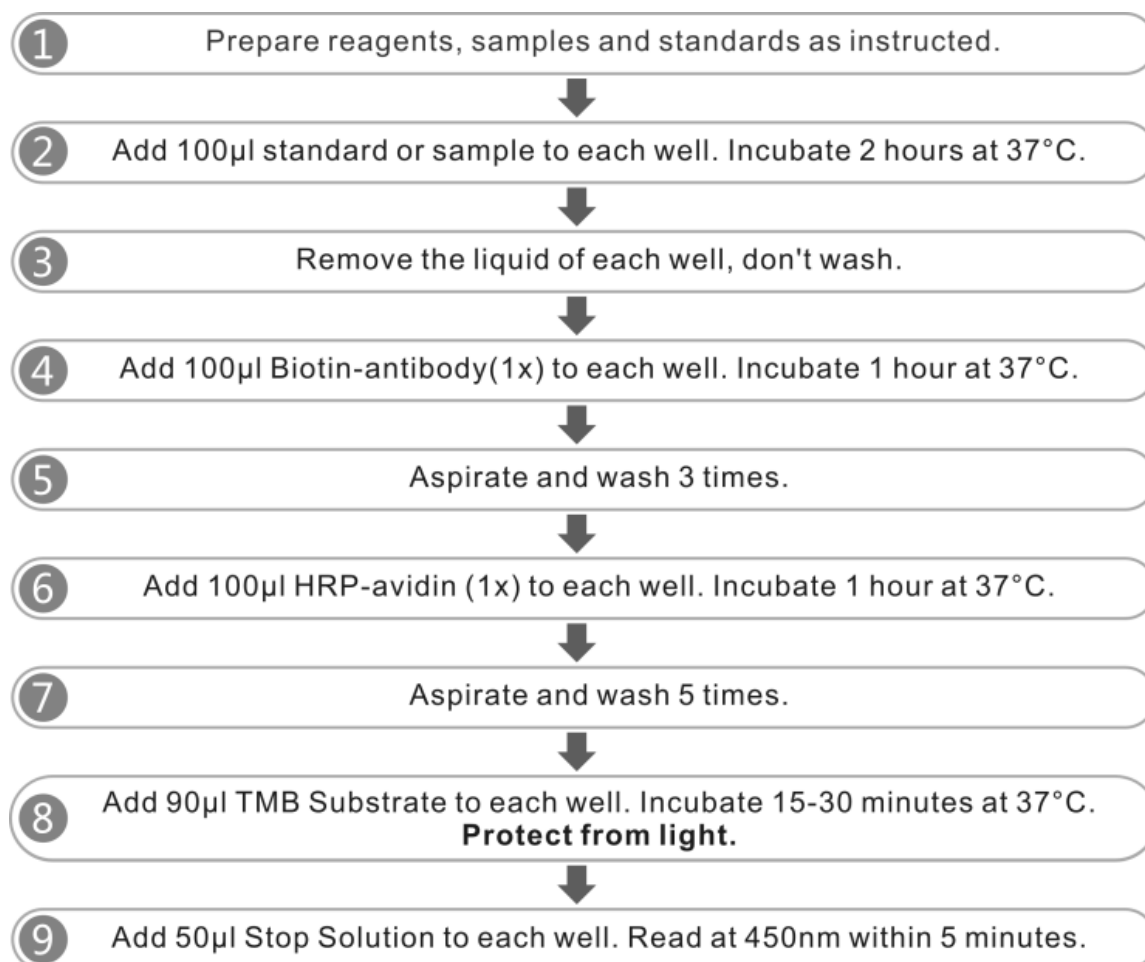 1 Prepare reagents, samples and standards as instructed.
2 Add 100µl standard or sample to each well. Incubate 2 hours at 37°C.
3 Remove the liquid of each well, don't wash.
4 Add 100µl Biotin-antibody(1x) to each well. Incubate 1 hour at 37°C.
5 Aspirate and wash 3 times.
6 Add 100µl HRP-avidin (1x) to each well. Incubate 1 hour at 37°C.
7 Aspirate and wash 5 times.
8 Add 90µl TMB Substrate to each well. Incubate 15-30 minutes at 37°C.
Protect from light.
9 Add 50µl Stop Solution to each well. Read at 450nm within 5 minutes.